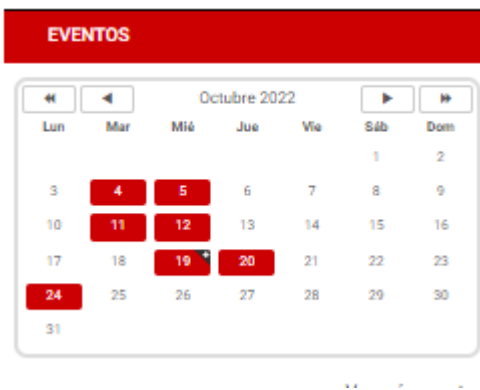 EVENTOS
Octubre 2022
Lun Mar Mié Jue Vie Sáb Dom
1 2
3 4 5 6 7 8 9
10 11 12 13 14 15 16
17 18 19 20 21 22 23
24 25 26 27 28 29 30
31